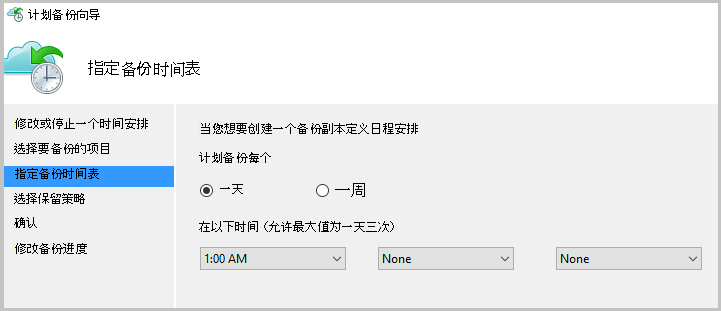 计划备份向导
指定备份时间表
修改或停止一个时间安排
选择要备份的项目
指定备份时间表
选择保留策略
确认
修改备份进度
当您想要创建一个备份副本定义日程安排
计划备份每个
一天 一周
在以下时间 (允许最大值为一天三次)
1:00 AM None None